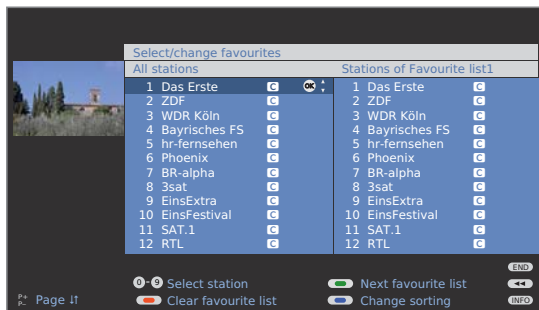 Select/change favourites
All stations Stations of Favourite list1
1 Das Erste C OK 1 Das Erste C
2 ZDF C 2 ZDF C
3 WDR Köln C 3 WDR Köln C
4 Bayrisches FS C 4 Bayrisches FS C
5 hr-fernsehen C 5 hr-fernsehen C
6 Phoenix C 6 Phoenix C
7 BR-alpha C 7 BR-alpha C
8 3sat C 8 3sat C
9 EinsExtra C 9 EinsExtra C
10 EinsFestival C 10 EinsFestival C
11 SAT.1 C 11 SAT.1 C
12 RTL C 12 RTL C
END
0-9 Select station Next favourite list
P+ P- Page Clear favourite list Change sorting INFO